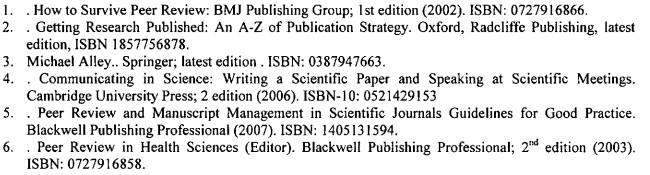 1. . How to Survive Peer Review: BMJ Publishing Group; 1st edition (2002). ISBN: 0727916866.
2. . Getting Research Published: An A-Z of Publication Strategy. Oxford, Radcliffe Publishing, latest
edition, ISBN 1857756878.
3. Michael Alley.. Springer; latest edition . ISBN: 0387947663.
4. . Communicating in Science: Writing a Scientific Paper and Speaking at Scientific Meetings.
Cambridge University Press; 2 edition (2006). ISBN-10: 0521429153
5. . Peer Review and Manuscript Management in Scientific Journals Guidelines for Good Practice.
Blackwell Publishing Professional (2007). ISBN: 1405131594.
6. . Peer Review in Health Sciences (Editor). Blackwell Publishing Professional; 2nd edition (2003).
ISBN: 0727916858.